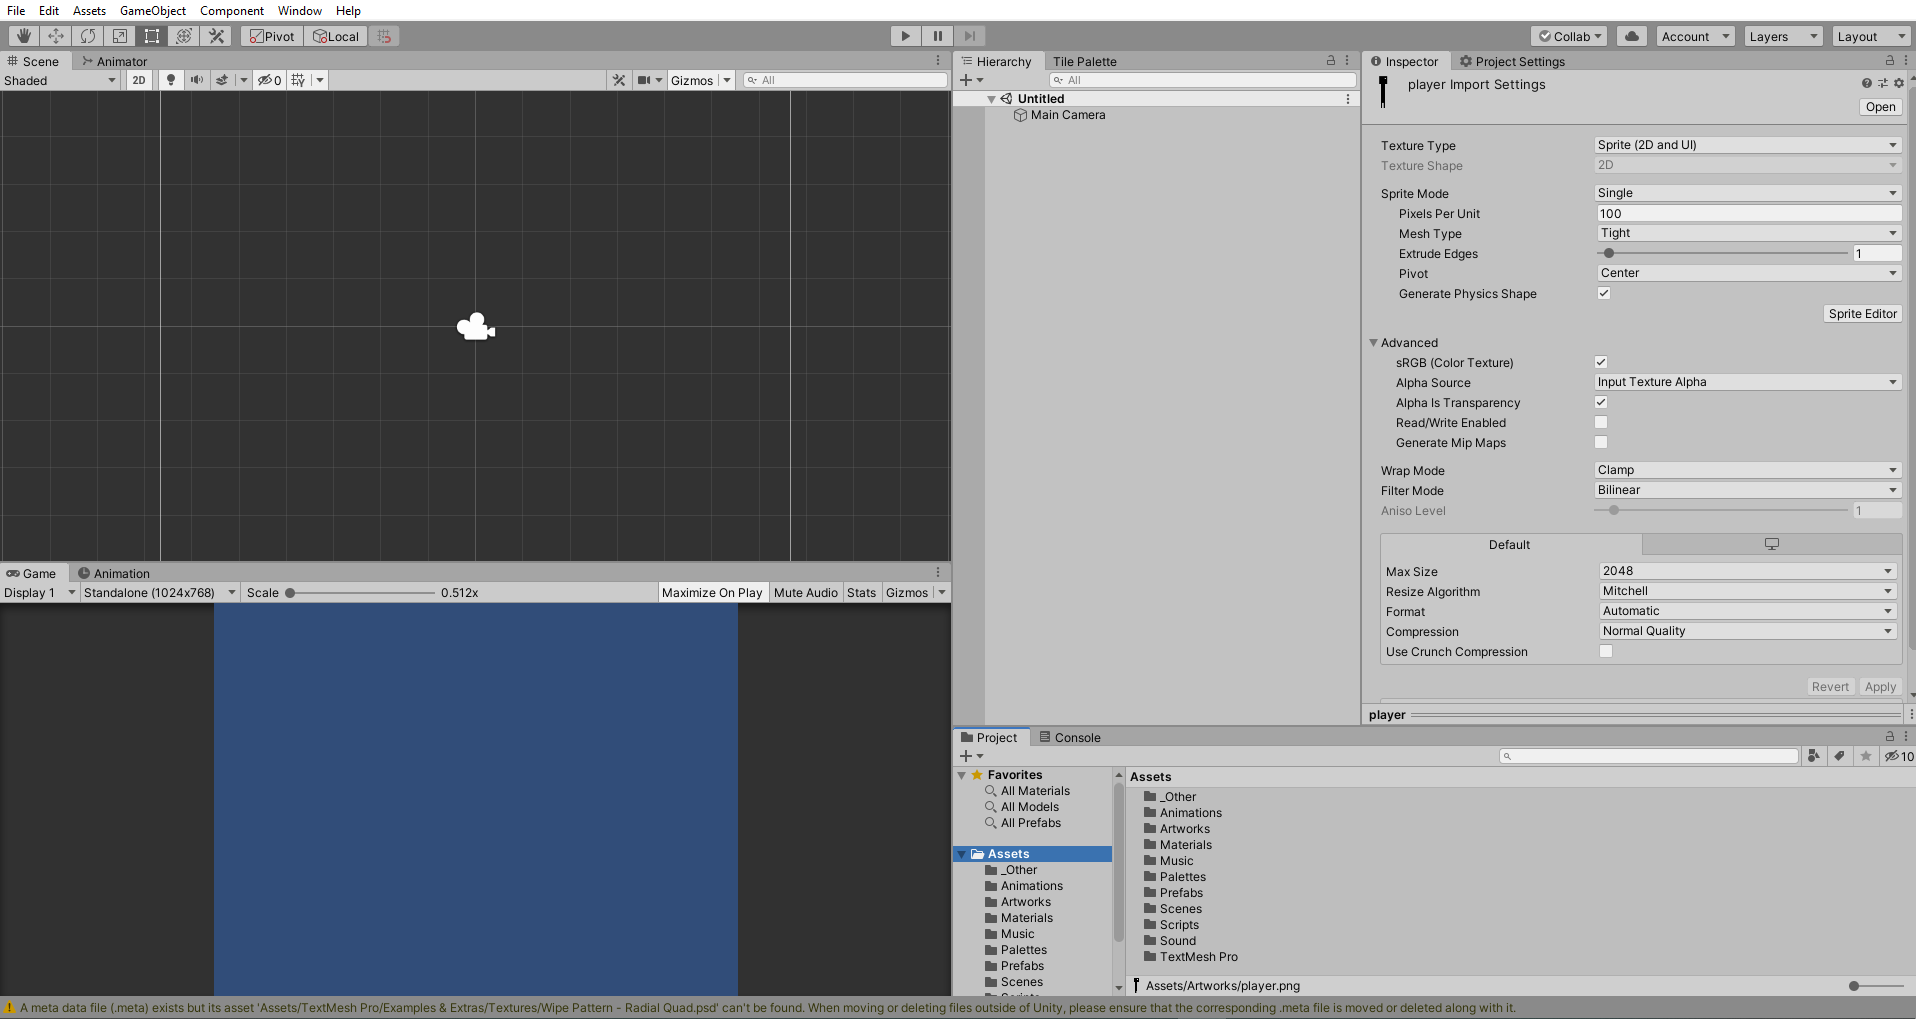 File Edit Assets GameObject Component Window Help
Pivot Local Collab Account Layers Layout
Scene Animator
Shaded 2D 0 Gizmos All
Hierarchy Tile Palette
All
Untitled
Main Camera
Inspector Project Settings
player Import Settings
Open
Texture Type Sprite (2D and UI)
Texture Shape 2D
Sprite Mode Single
Pixels Per Unit 100
Mesh Type Tight
Extrude Edges 1
Pivot Center
Generate Physics Shape
Sprite Editor
Advanced
sRGB (Color Texture)
Alpha Source Input Texture Alpha
Alpha Is Transparency
Read/Write Enabled
Generate Mip Maps
Wrap Mode Clamp
Filter Mode Bilinear
Aniso Level 1
Default
Max Size 2048
Resize Algorithm Mitchell
Format Automatic
Compression Normal Quality
Use Crunch Compression
Revert Apply
player
Game Animation
Display 1 Standalone (1024x768) Scale 0.512x Maximize On Play Mute Audio Stats Gizmos
Project Console
10
Favorites
All Materials
All Models
All Prefabs
Assets
_Other
Animations
Artworks
Materials
Music
Palettes
Prefabs
Scenes
Scripts
Assets
_Other
Animations
Artworks
Materials
Music
Palettes
Prefabs
Scenes
Scripts
Sound
TextMesh Pro
Assets/Artworks/player.png
A meta data file (.meta) exists but its asset 'Assets/TextMesh Pro/Examples & Extras/Textures/Wipe Pattern - Radial Quad.psd' can't be found. When moving or deleting files outside of Unity, please ensure that the corresponding .meta file is moved or deleted along with it.